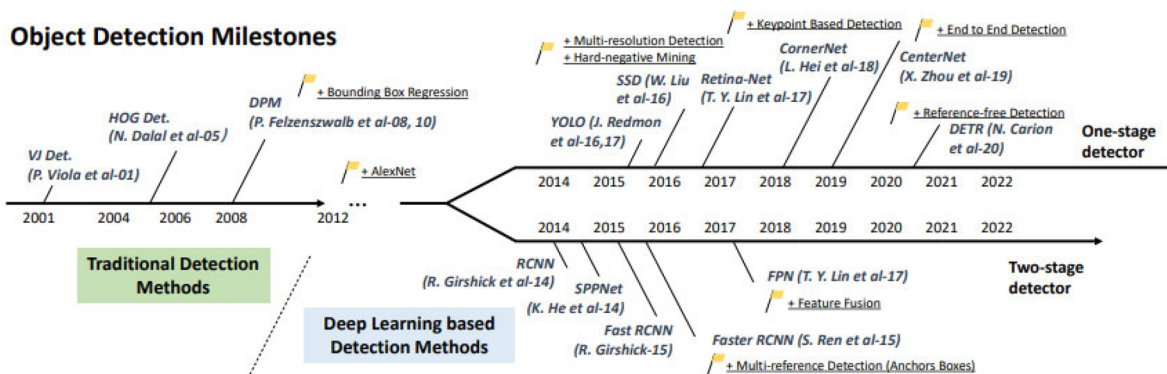 Object Detection Milestones
+ Bounding Box Regression
DPM
(P. Felzenszwalb et al-08, 10)
HOG Det.
(N. Dalal et al-05)
VJ Det.
(P. Viola et al-01)
+ AlexNet
...
2001 2004 2006 2008 2012
Traditional Detection
Methods
Deep Learning based
Detection Methods
+ Multi-resolution Detection
+ Hard-negative Mining
+ Keypoint Based Detection
+ End to End Detection
YOLO (J. Redmon
et al-16,17)
SSD (W. Liu
et al-16)
Retina-Net
(T. Y. Lin et al-17)
CornerNet
(L. Hei et al-18)
CenterNet
(X. Zhou et al-19)
+ Reference-free Detection
DETR (N. Carion
et al-20)
One-stage
detector
2014 2015 2016 2017 2018 2019 2020 2021 2022
2014 2015 2016 2017 2018 2019 2020 2021 2022
Two-stage
detector
RCNN
(R. Girshick et al-14)
SPPNet
(K. He et al-14)
Fast RCNN
(R. Girshick-15)
Faster RCNN (S. Ren et al-15)
+ Multi-reference Detection (Anchors Boxes)
FPN (T. Y. Lin et al-17)
+ Feature Fusion